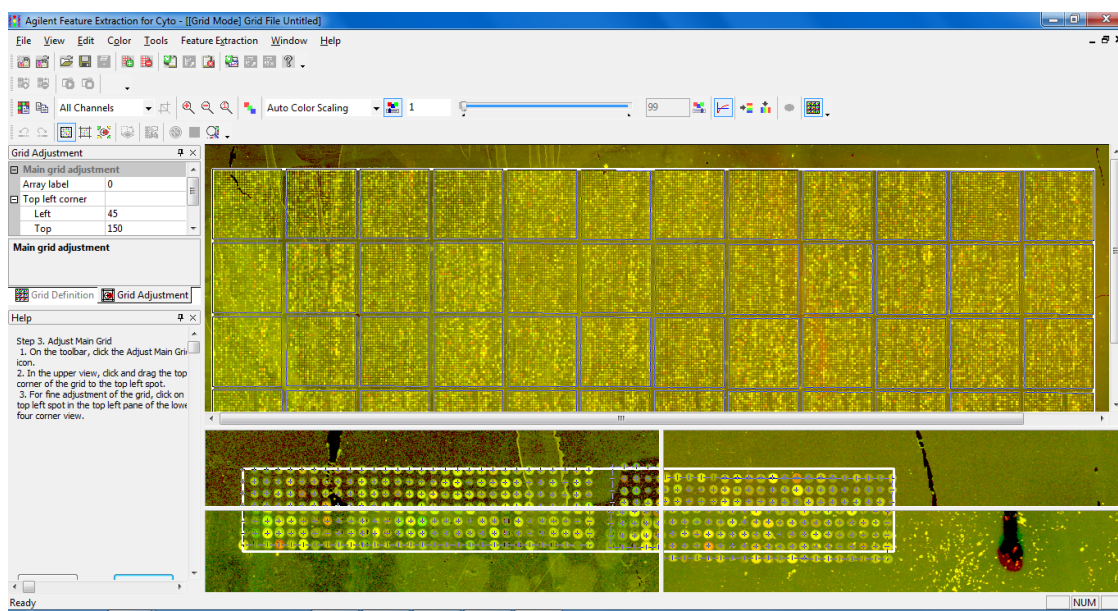 Agilent Feature Extraction for Cyto - [[Grid Mode] Grid File Untitled]
File View Edit Color Tools Feature Extraction Window Help
All Channels Auto Color Scaling 1 99
Grid Adjustment
Main grid adjustment
Array label 0
Top left corner
Left 45
Top 150
Main grid adjustment
Grid Definition Grid Adjustment
Help
Step 3. Adjust Main Grid
1. On the toolbar, click the Adjust Main Gri
icon.
2. In the upper view, click and drag the top
corner of the grid to the top left spot.
3. For fine adjustment of the grid, click on
top left spot in the top left pane of the lowe
four corner view.
Ready NUM